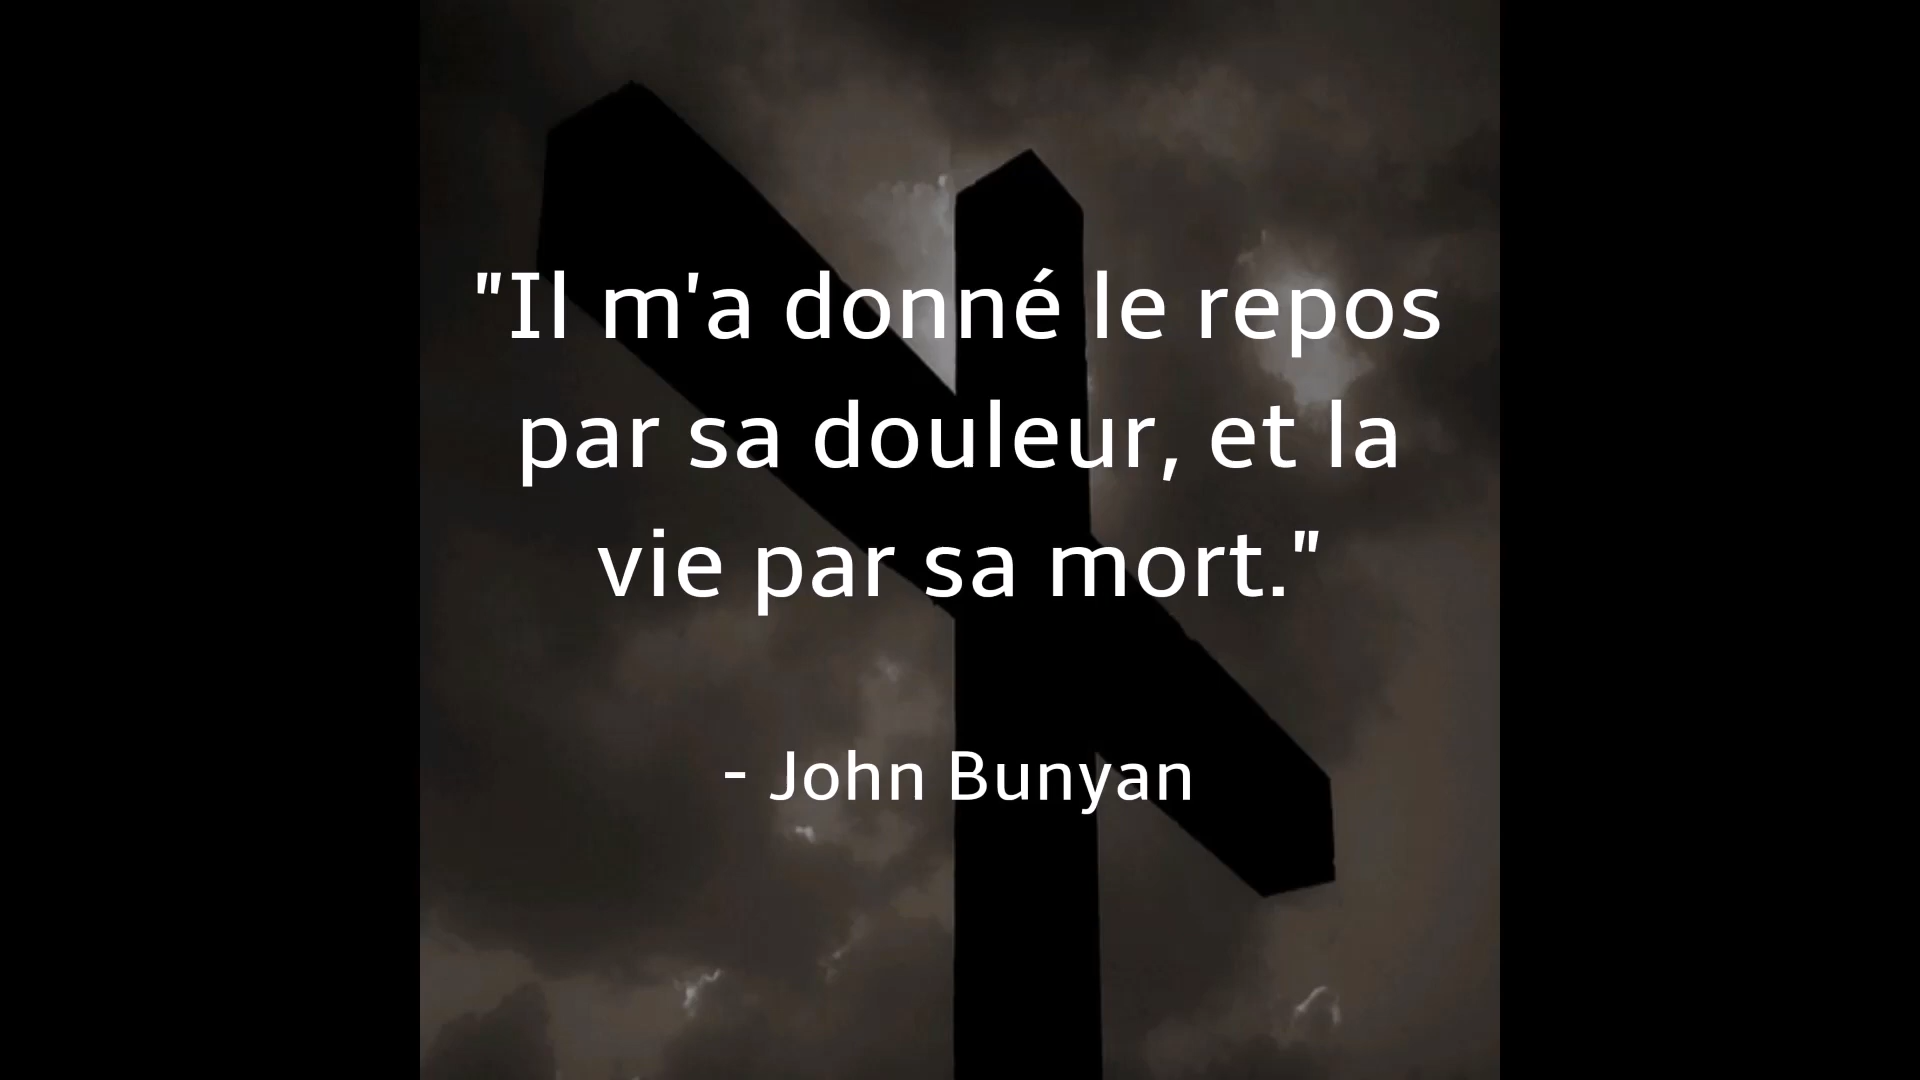 "Il m'a donné le repos
par sa douleur, et la
vie par sa mort."
- John Bunyan